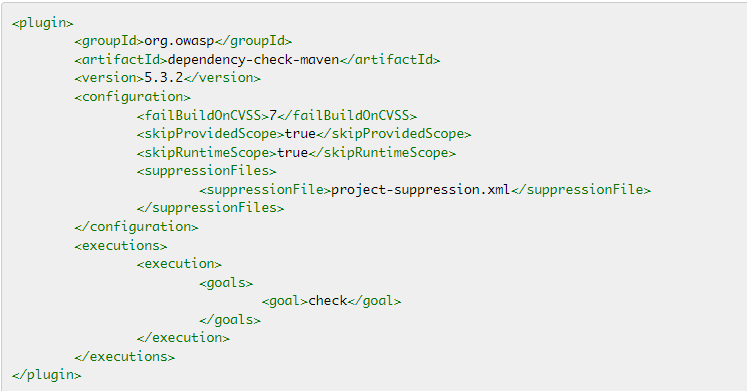 <plugin>
<groupId>org.owasp</groupId>
<artifactId>dependency-check-maven</artifactId>
<version>5.3.2</version>
<configuration>
<failBuildOnCVSS>7</failBuildOnCVSS>
<skipProvidedScope>true</skipProvidedScope>
<skipRuntimeScope>true</skipRuntimeScope>
<suppressionFiles>
<suppressionFile>project-suppression.xml</suppressionFile>
</suppressionFiles>
</configuration>
<executions>
<execution>
<goals>
<goal>check</goal>
</goals>
</execution>
</executions>
</plugin>